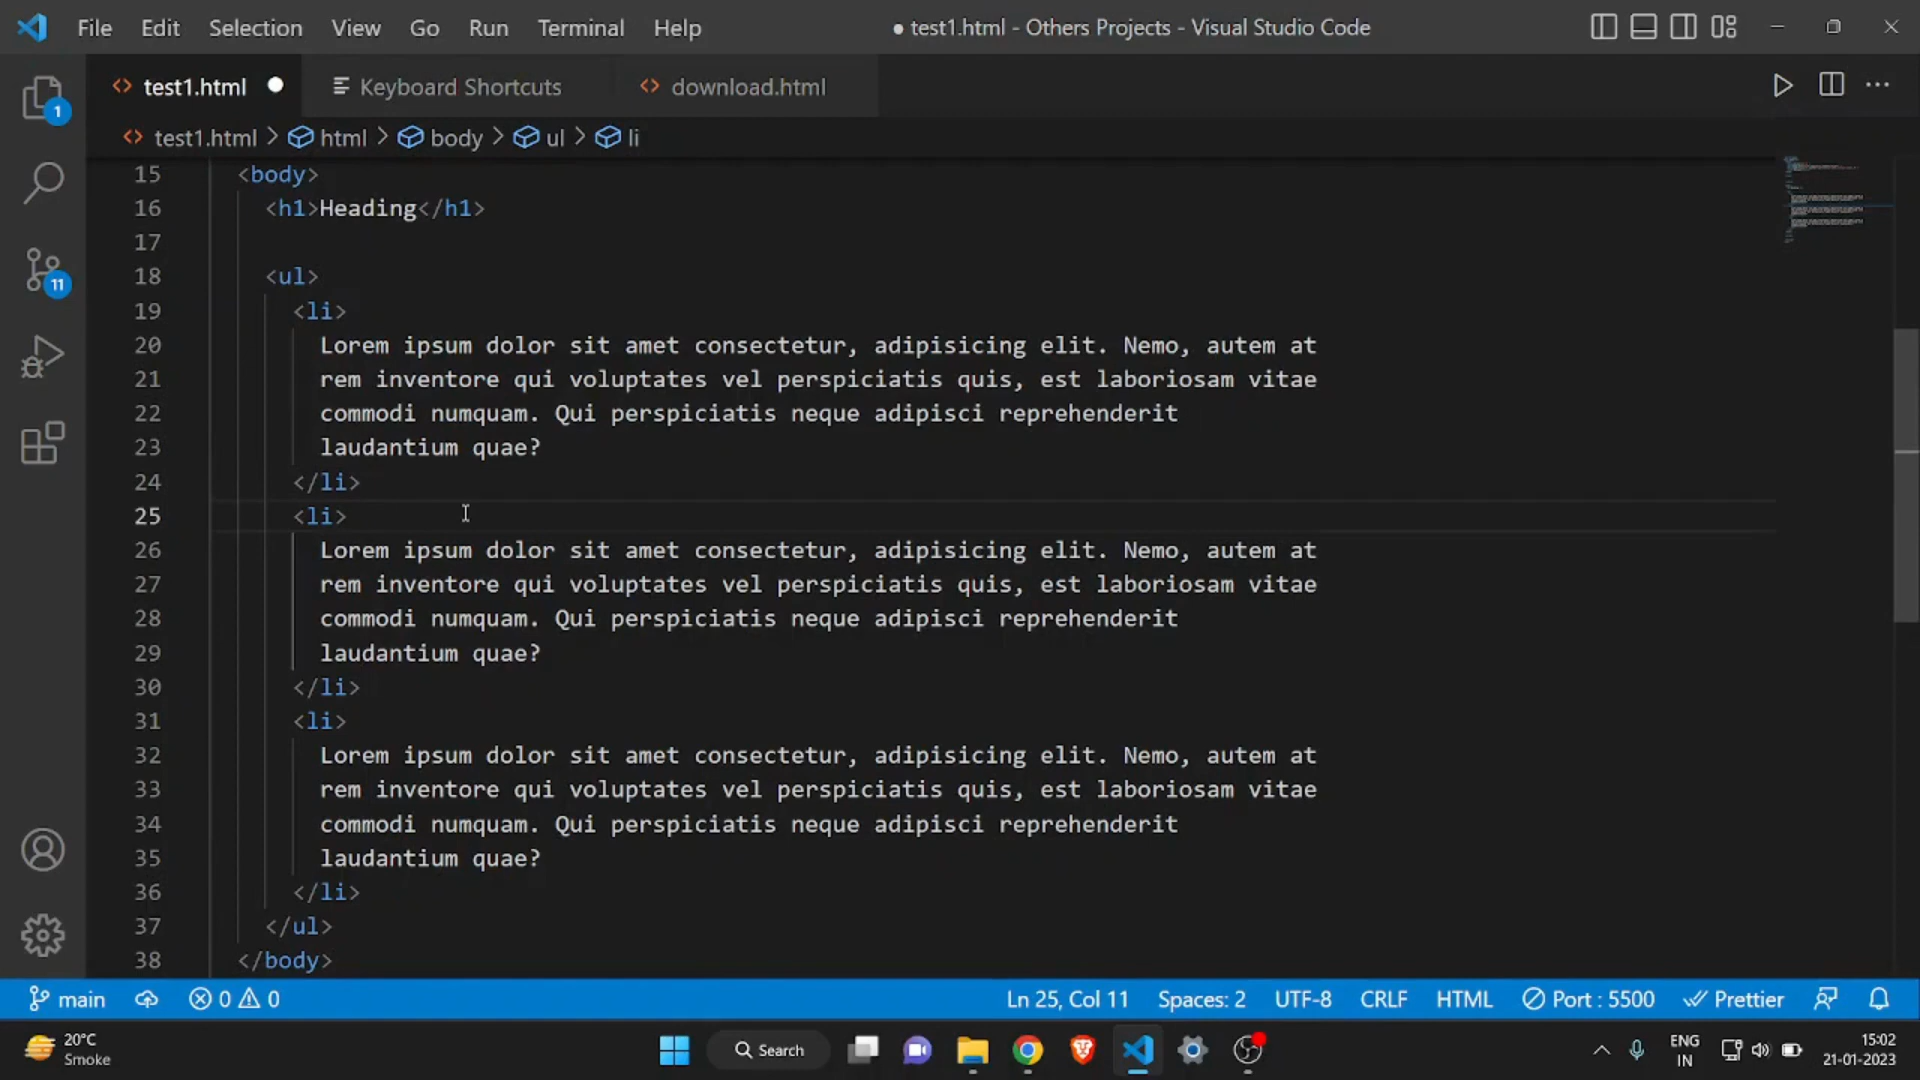 File Edit Selection View Go Run Terminal Help ● test1.html - Others Projects - Visual Studio Code
<> test1.html ● Keyboard Shortcuts <> download.html
<> test1.html > html > body > ul > li
15 <body>
16 <h1>Heading</h1>
17
18 <ul>
19 <li>
20 Lorem ipsum dolor sit amet consectetur, adipisicing elit. Nemo, autem at
21 rem inventore qui voluptates vel perspiciatis quis, est laboriosam vitae
22 commodi numquam. Qui perspiciatis neque adipisci reprehenderit
23 laudantium quae?
24 </li>
25 <li>
26 Lorem ipsum dolor sit amet consectetur, adipisicing elit. Nemo, autem at
27 rem inventore qui voluptates vel perspiciatis quis, est laboriosam vitae
28 commodi numquam. Qui perspiciatis neque adipisci reprehenderit
29 laudantium quae?
30 </li>
31 <li>
32 Lorem ipsum dolor sit amet consectetur, adipisicing elit. Nemo, autem at
33 rem inventore qui voluptates vel perspiciatis quis, est laboriosam vitae
34 commodi numquam. Qui perspiciatis neque adipisci reprehenderit
35 laudantium quae?
36 </li>
37 </ul>
38 </body>
1
11
main 0 0 Ln 25, Col 11 Spaces: 2 UTF-8 CRLF HTML Port : 5500 Prettier
20°C
Smoke
Search
ENG
IN
15:02
21-01-2023